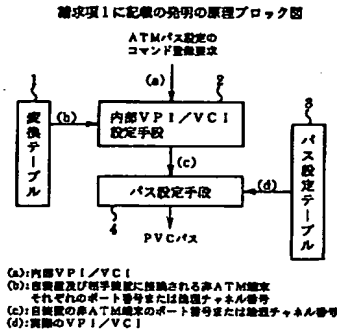 請求項1に記載の発明の原理ブロック図
ATMパス設定の
コマンド登録要求
(a)
1
2
変換テーブル
(b)
内部VPI/VCI
設定手段
3
パス設定テーブル
(c)
パス設定手段
(d)
4
PVCパス
(a):内部VPI/VCI
(b):自装置及び相手装置に接続される非ATM端末
それぞれのポート番号または論理チャネル番号
(c):自装置の非ATM端末のポート番号または論理チャネル番号
(d):実際のVPI/VCI